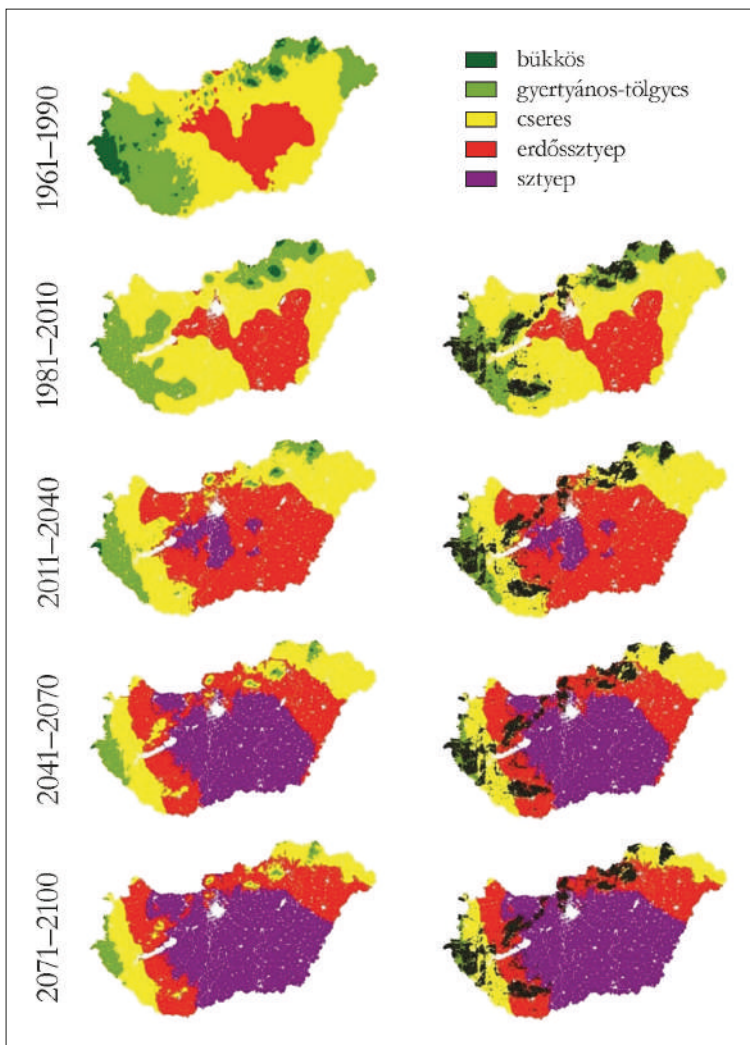 1961–1990
bükkös
gyertyános-tölgyes
cseres
erdőssztyep
sztyep
1981–2010
2011–2040
2041–2070
2071–2100